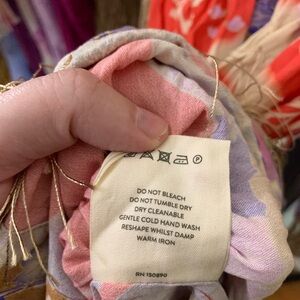 DO NOT BLEACH
DO NOT TUMBLE DRY
DRY CLEANABLE
GENTLE COLD HAND WASH
RESHAPE WHILST DAMP
WARM IRON
RN 150890